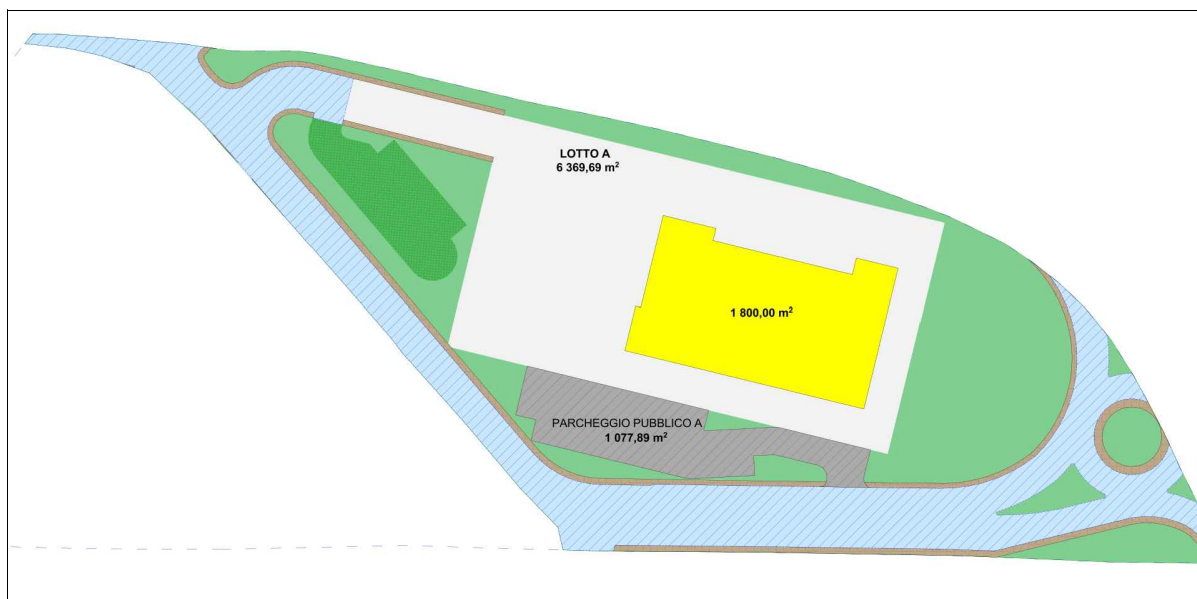 LOTTO A
6 369,69 m²
1 800,00 m²
PARCHEGGIO PUBBLICO A
1 077,89 m²